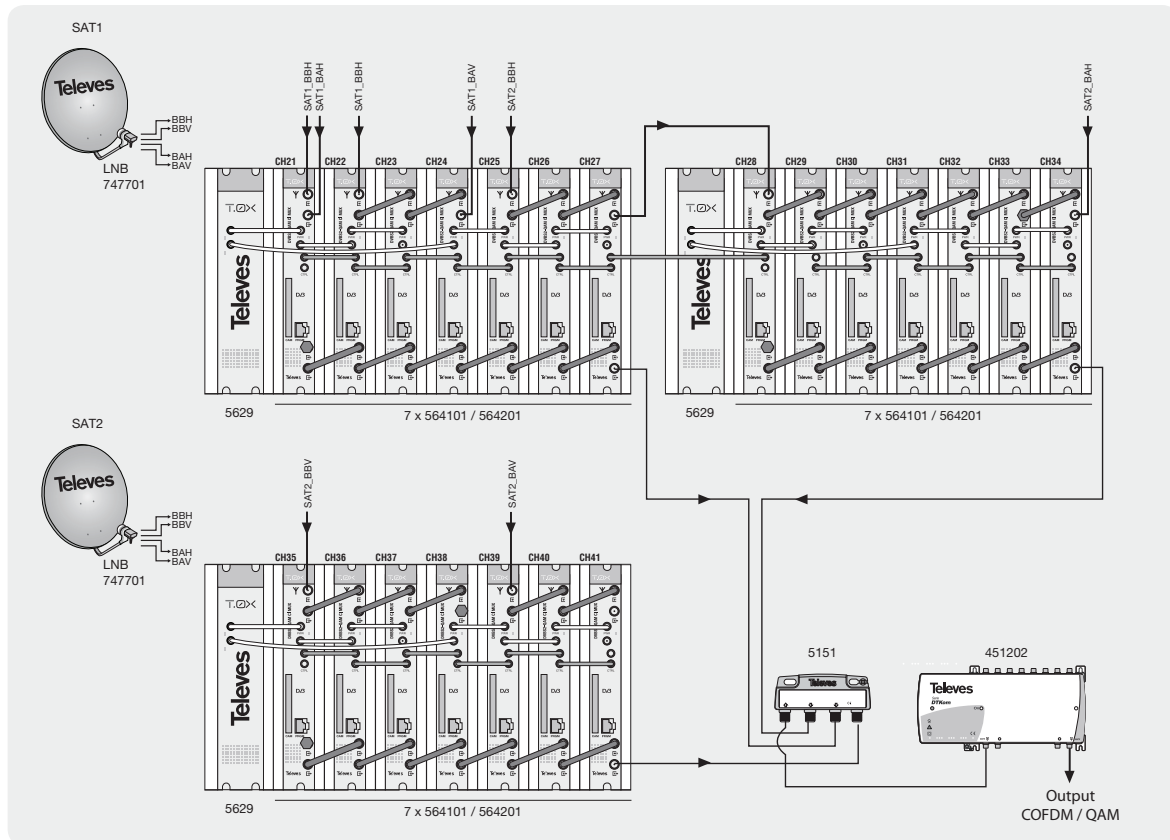 SAT1
Televes
BBH
BBV
BAH
BAV
LNB
747701
SAT1_BBH
SAT1_BAH
SAT1_BBH
SAT1_BAV
SAT2_BBH
SAT2_BAH
CH21 CH22 CH23 CH24 CH25 CH26 CH27
CH28 CH29 CH30 CH31 CH32 CH33 CH34
T.0X
Televes
T.0X
Televes
5629
7 x 564101 / 564201
5629
7 x 564101 / 564201
SAT2
Televes
BBH
BBV
BAH
BAV
LNB
747701
SAT2_BBV
SAT2_BAV
CH35 CH36 CH37 CH38 CH39 CH40 CH41
T.0X
Televes
5629
7 x 564101 / 564201
5151
Televes
451202
Televes
DTKom
Output
COFDM / QAM